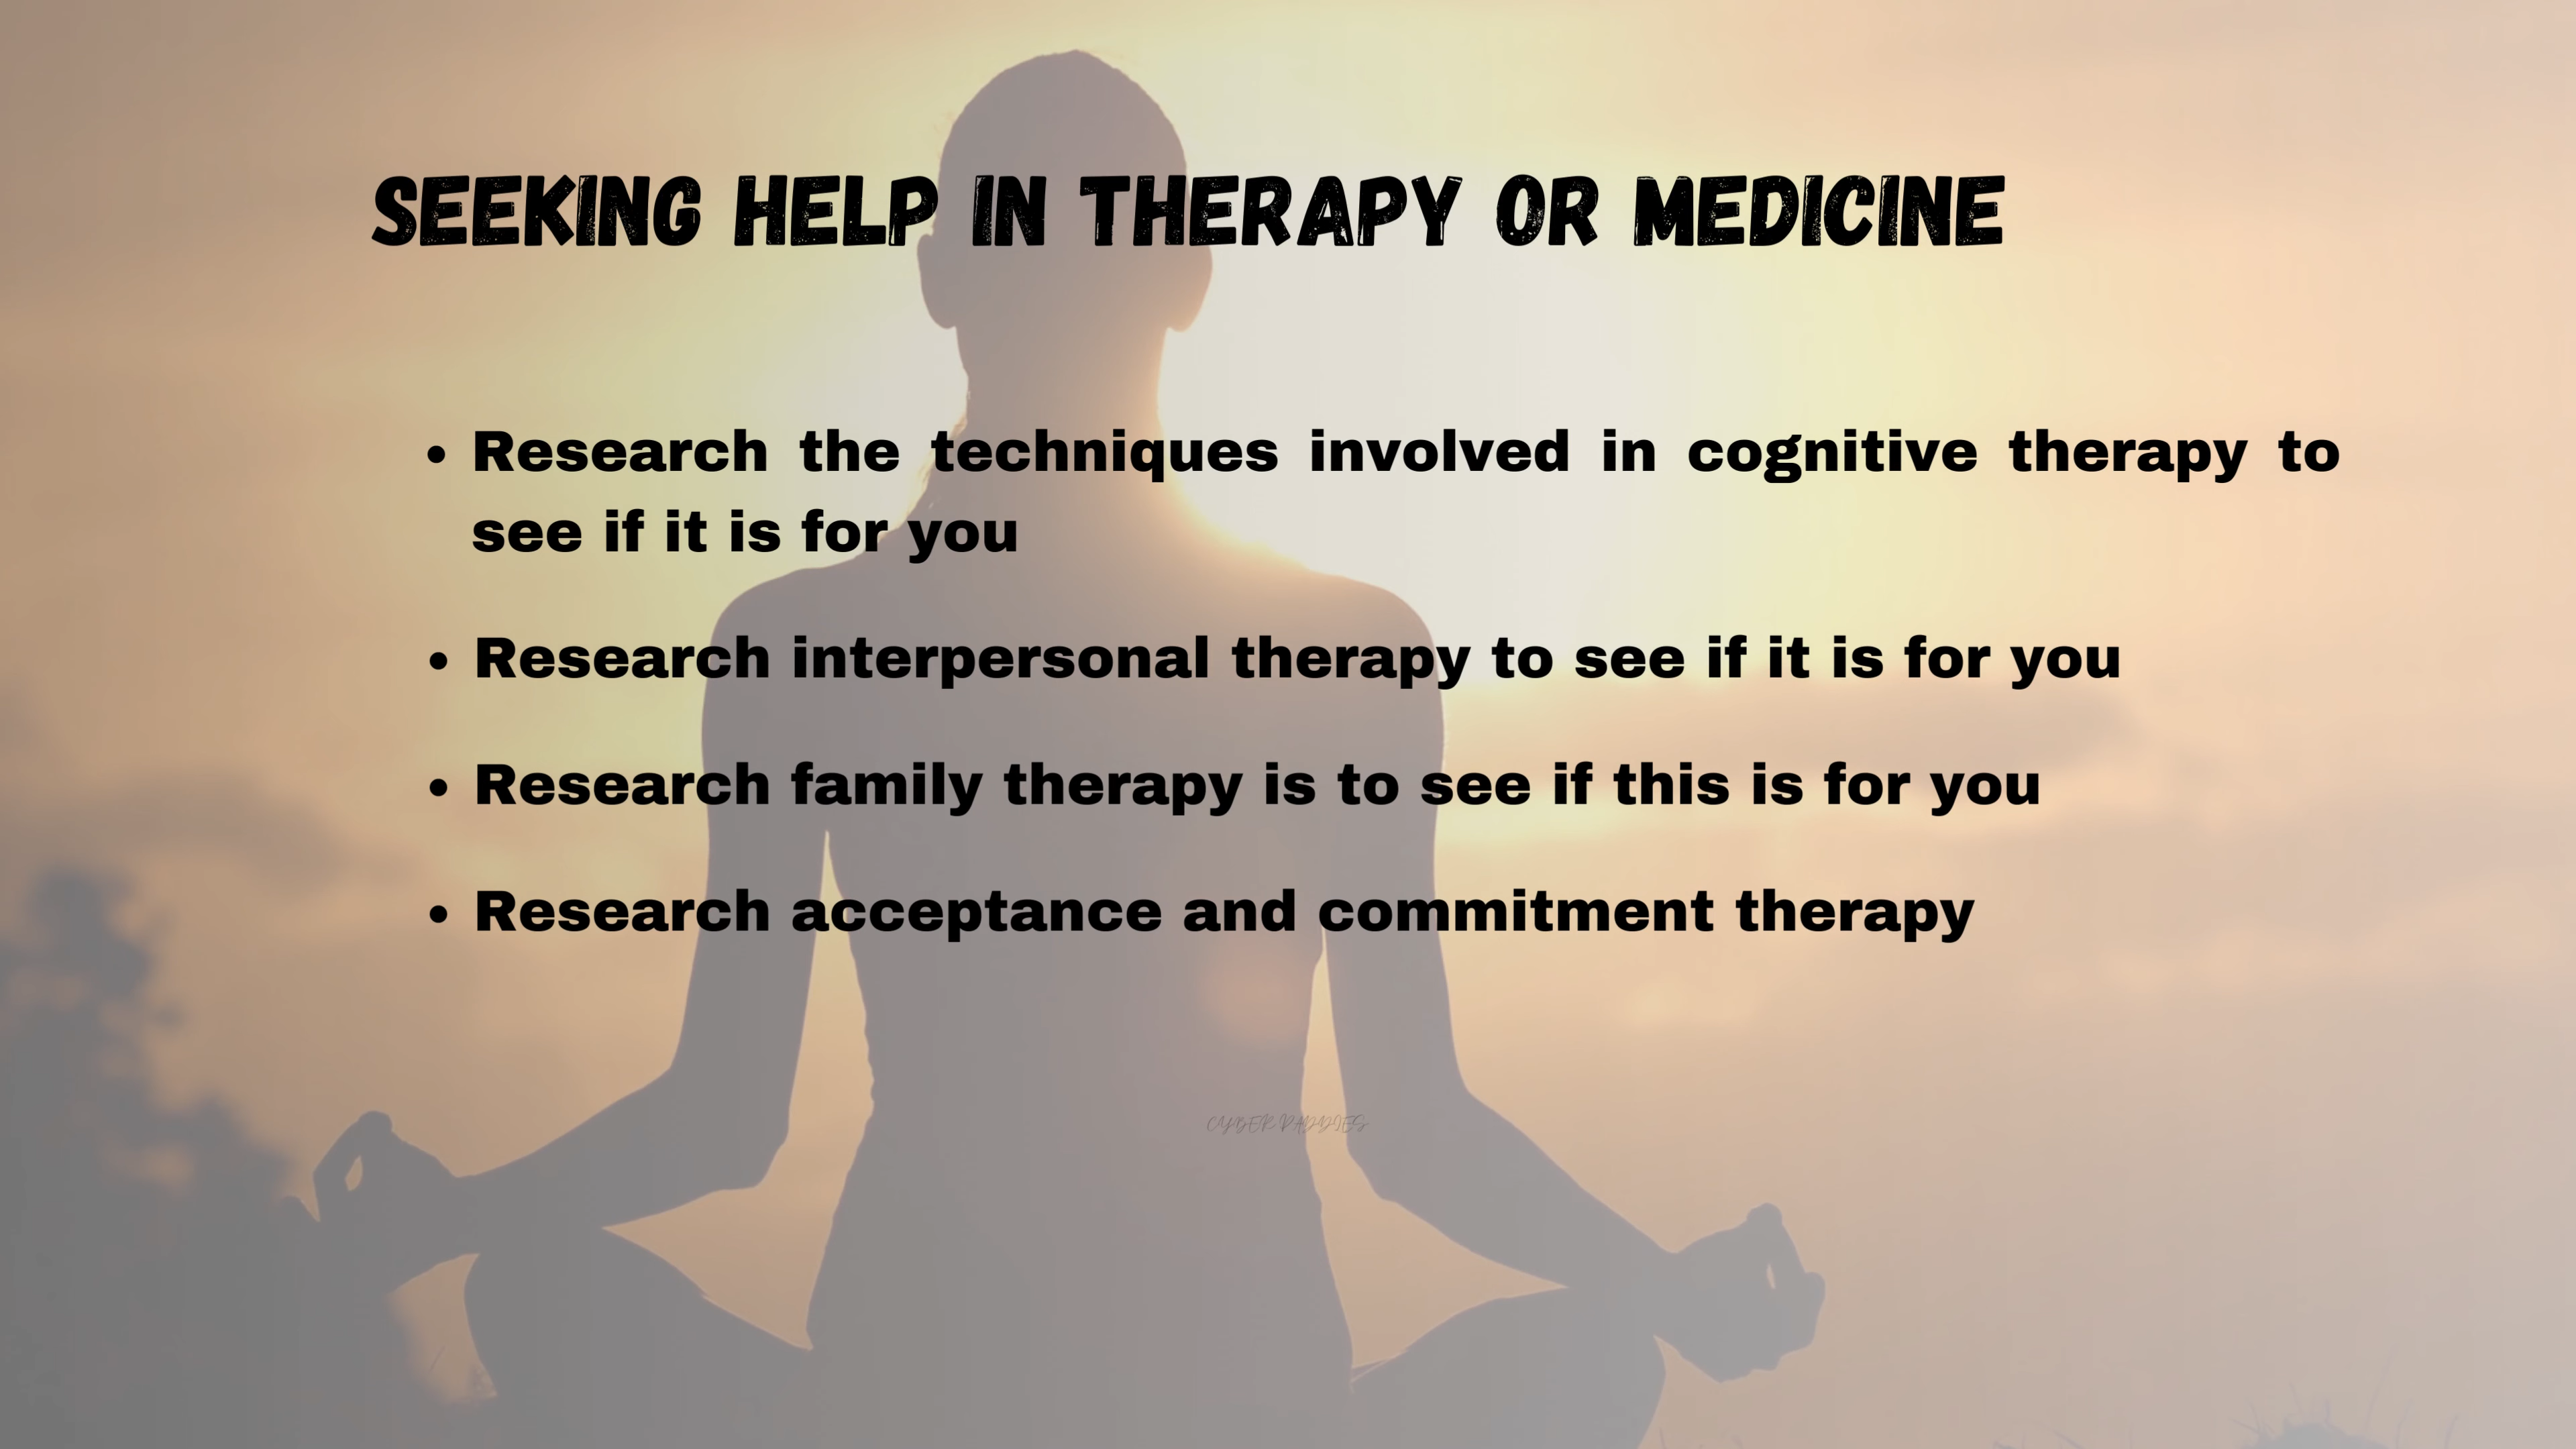 SEEKING HELP IN THERAPY OR MEDICINE
• Research the techniques involved in cognitive therapy to
see if it is for you
• Research interpersonal therapy to see if it is for you
• Research family therapy is to see if this is for you
• Research acceptance and commitment therapy
CYBER DADDIES